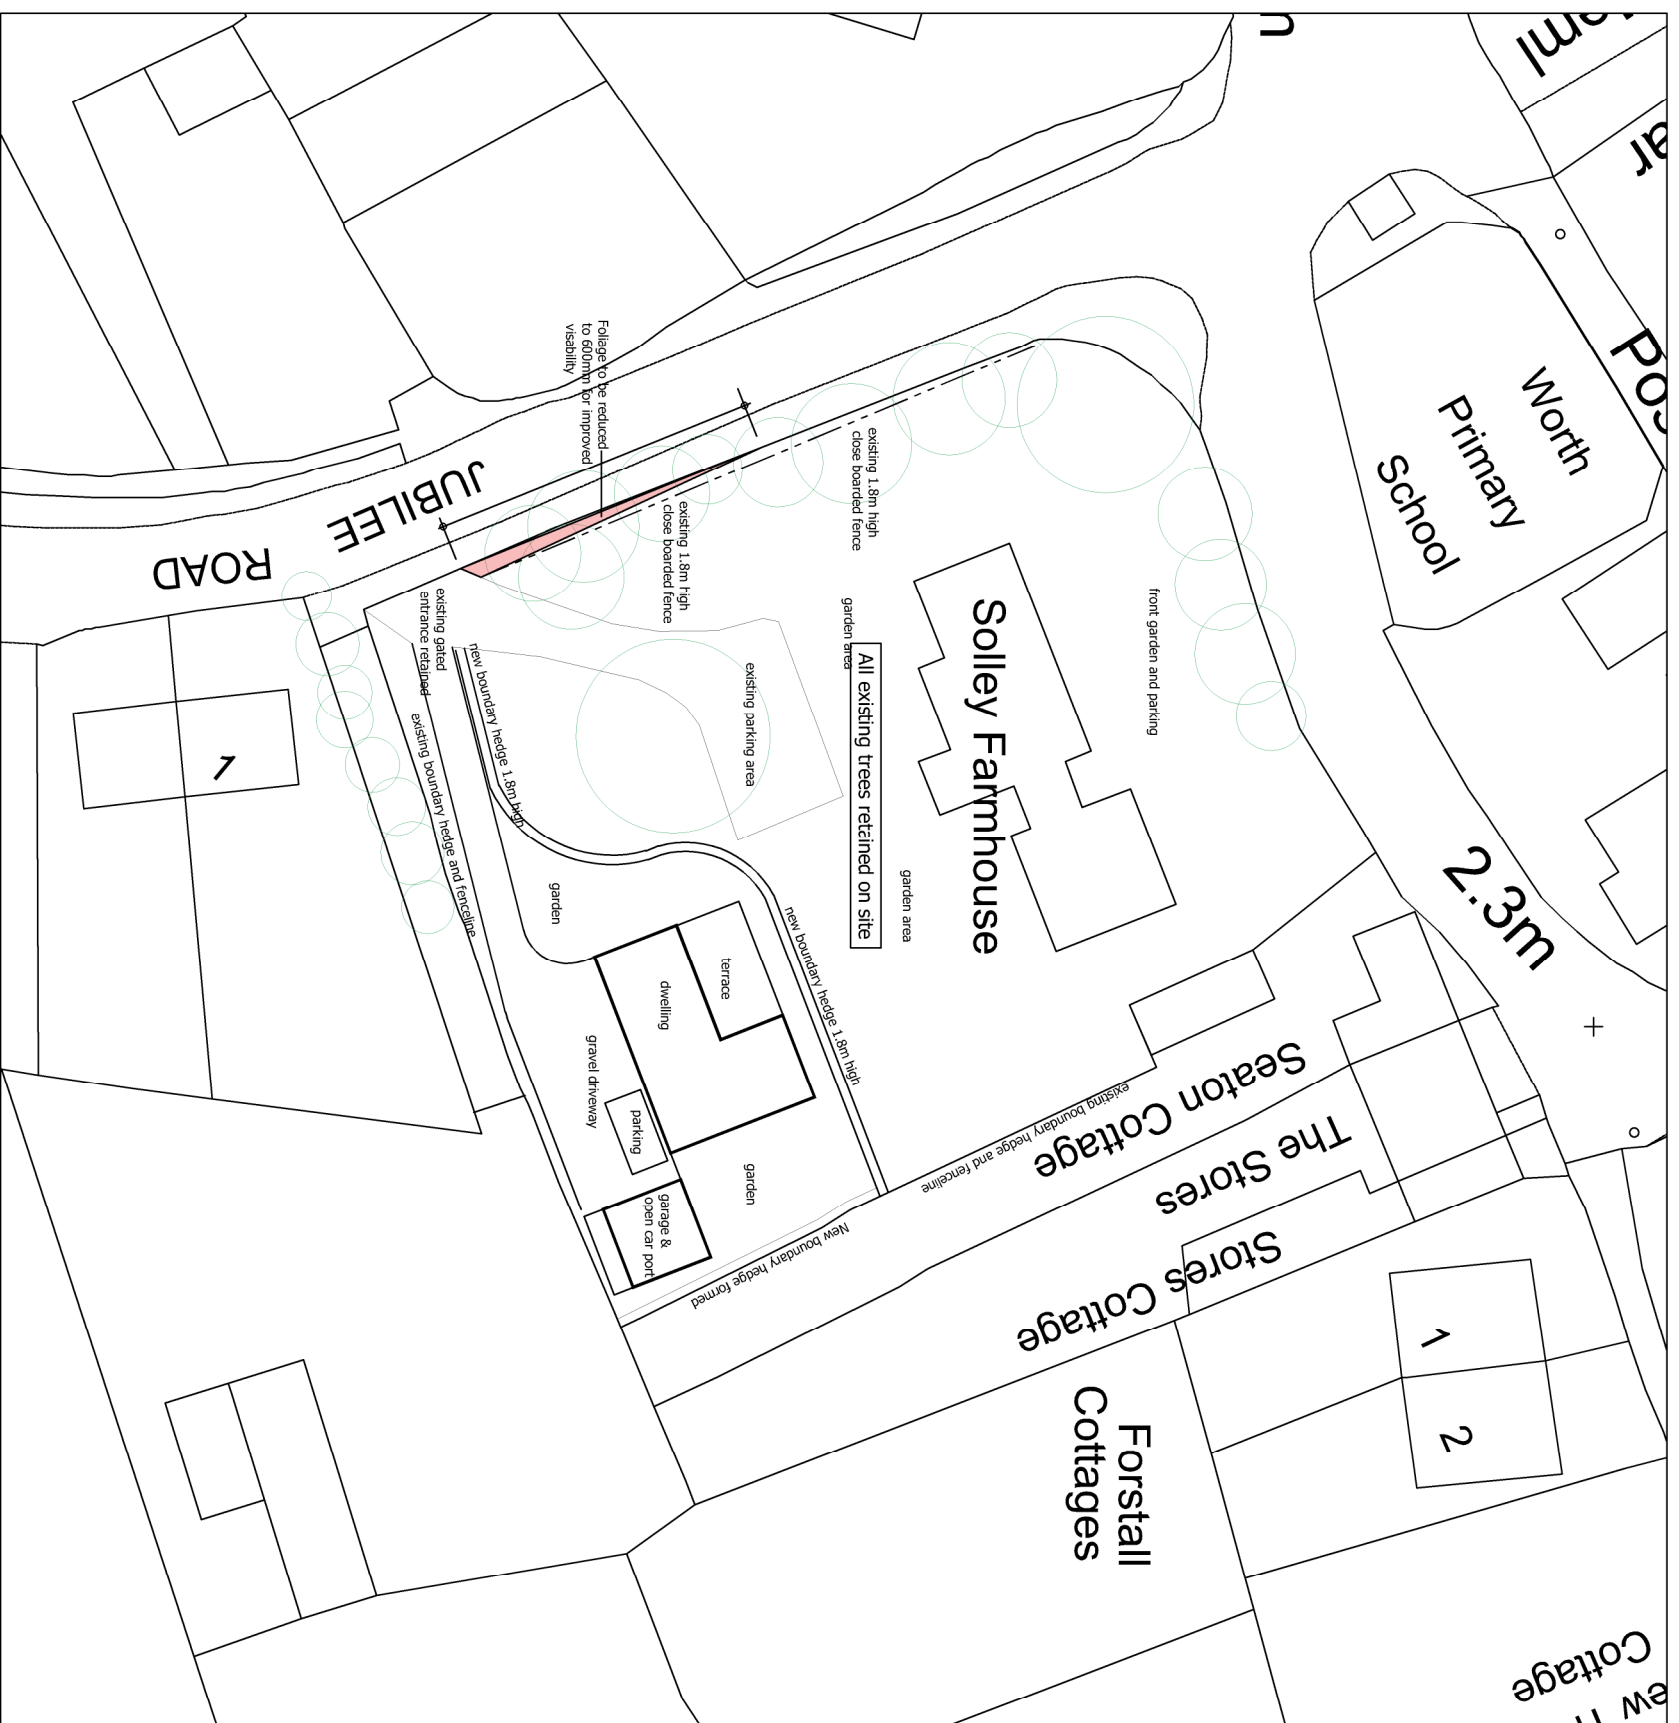 JUBILEE
ROAD
Foliage to be reduced
to 600mm for improved
visability
existing 1.8m high
close boarded fence
existing 1.8m high
close boarded fence
existing gated
entrance retained
new boundary hedge 1.8m high
existing boundary hedge and fenceline
existing parking area
garden area
All existing trees retained on site
Solley Farmhouse
front garden and parking
garden area
Worth
Primary
School
2.3m
garden
terrace
dwelling
gravel driveway
parking
garden
garage &
open car port
new boundary hedge 1.8m high
New boundary hedge formed
existing boundary hedge and fenceline
Seaton Cottage
The Stores
Stores Cottage
Forstall
Cottages
1
1
2
Cottage